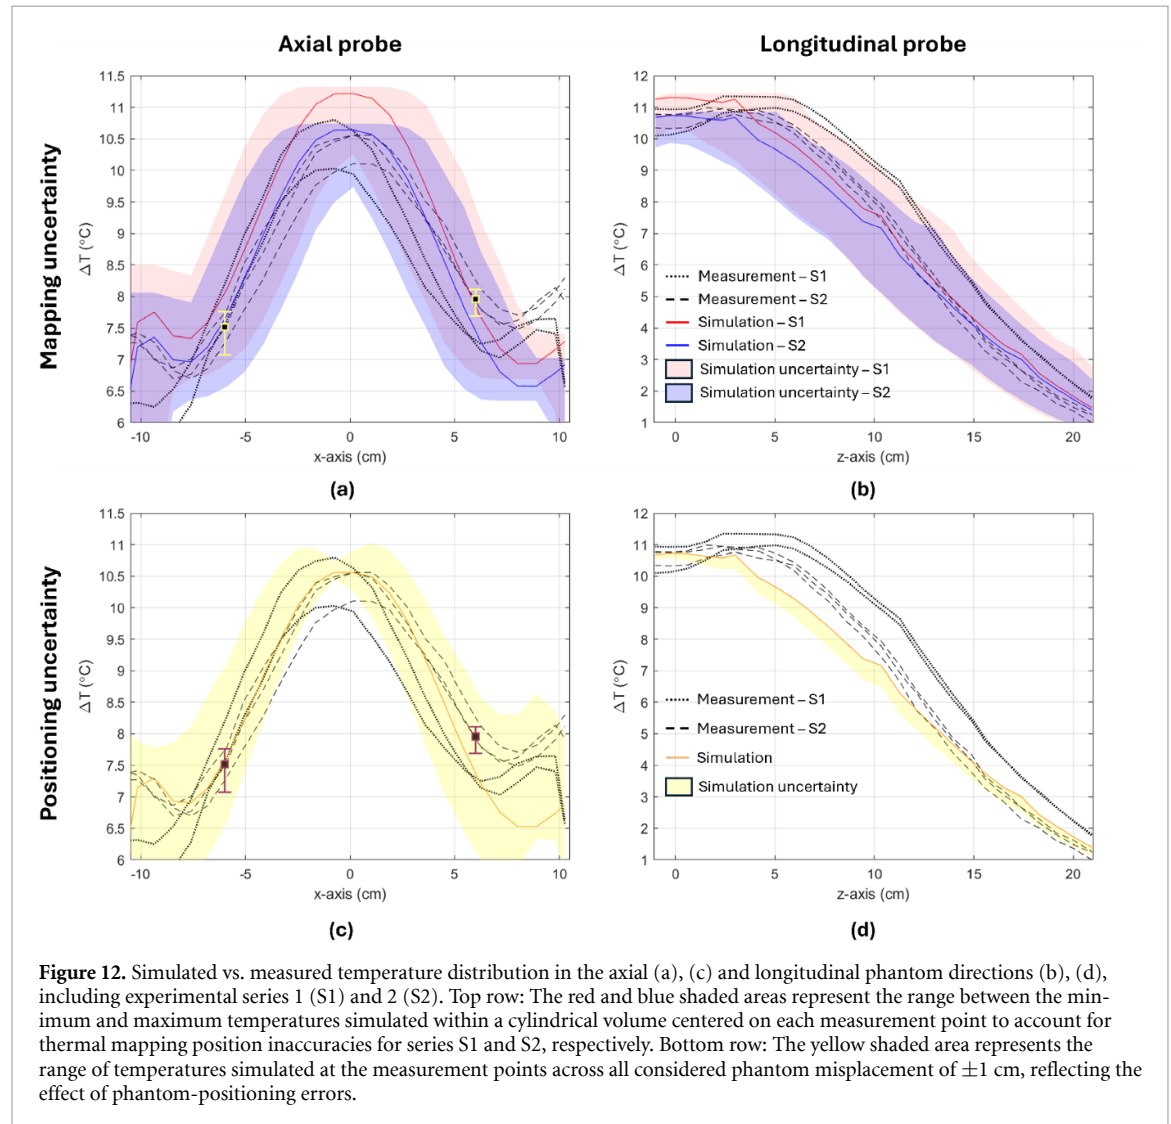 Axial probe
Longitudinal probe
Mapping uncertainty
11.5
11
10.5
10
9.5
9
8.5
8
7.5
7
6.5
6
ΔT (°C)
-10
-5
0
5
10
x-axis (cm)
(a)
12
11
10
9
8
7
6
5
4
3
2
1
ΔT (°C)
Measurement – S1
Measurement – S2
Simulation – S1
Simulation – S2
Simulation uncertainty – S1
Simulation uncertainty – S2
0
5
10
15
20
z-axis (cm)
(b)
Positioning uncertainty
11.5
11
10.5
10
9.5
9
8.5
8
7.5
7
6.5
6
ΔT (°C)
-10
-5
0
5
10
x-axis (cm)
(c)
12
11
10
9
8
7
6
5
4
3
2
1
ΔT (°C)
Measurement – S1
Measurement – S2
Simulation
Simulation uncertainty
0
5
10
15
20
z-axis (cm)
(d)
Figure 12. Simulated vs. measured temperature distribution in the axial (a), (c) and longitudinal phantom directions (b), (d),
including experimental series 1 (S1) and 2 (S2). Top row: The red and blue shaded areas represent the range between the min-
imum and maximum temperatures simulated within a cylindrical volume centered on each measurement point to account for
thermal mapping position inaccuracies for series S1 and S2, respectively. Bottom row: The yellow shaded area represents the
range of temperatures simulated at the measurement points across all considered phantom misplacement of ±1 cm, reflecting the
effect of phantom-positioning errors.